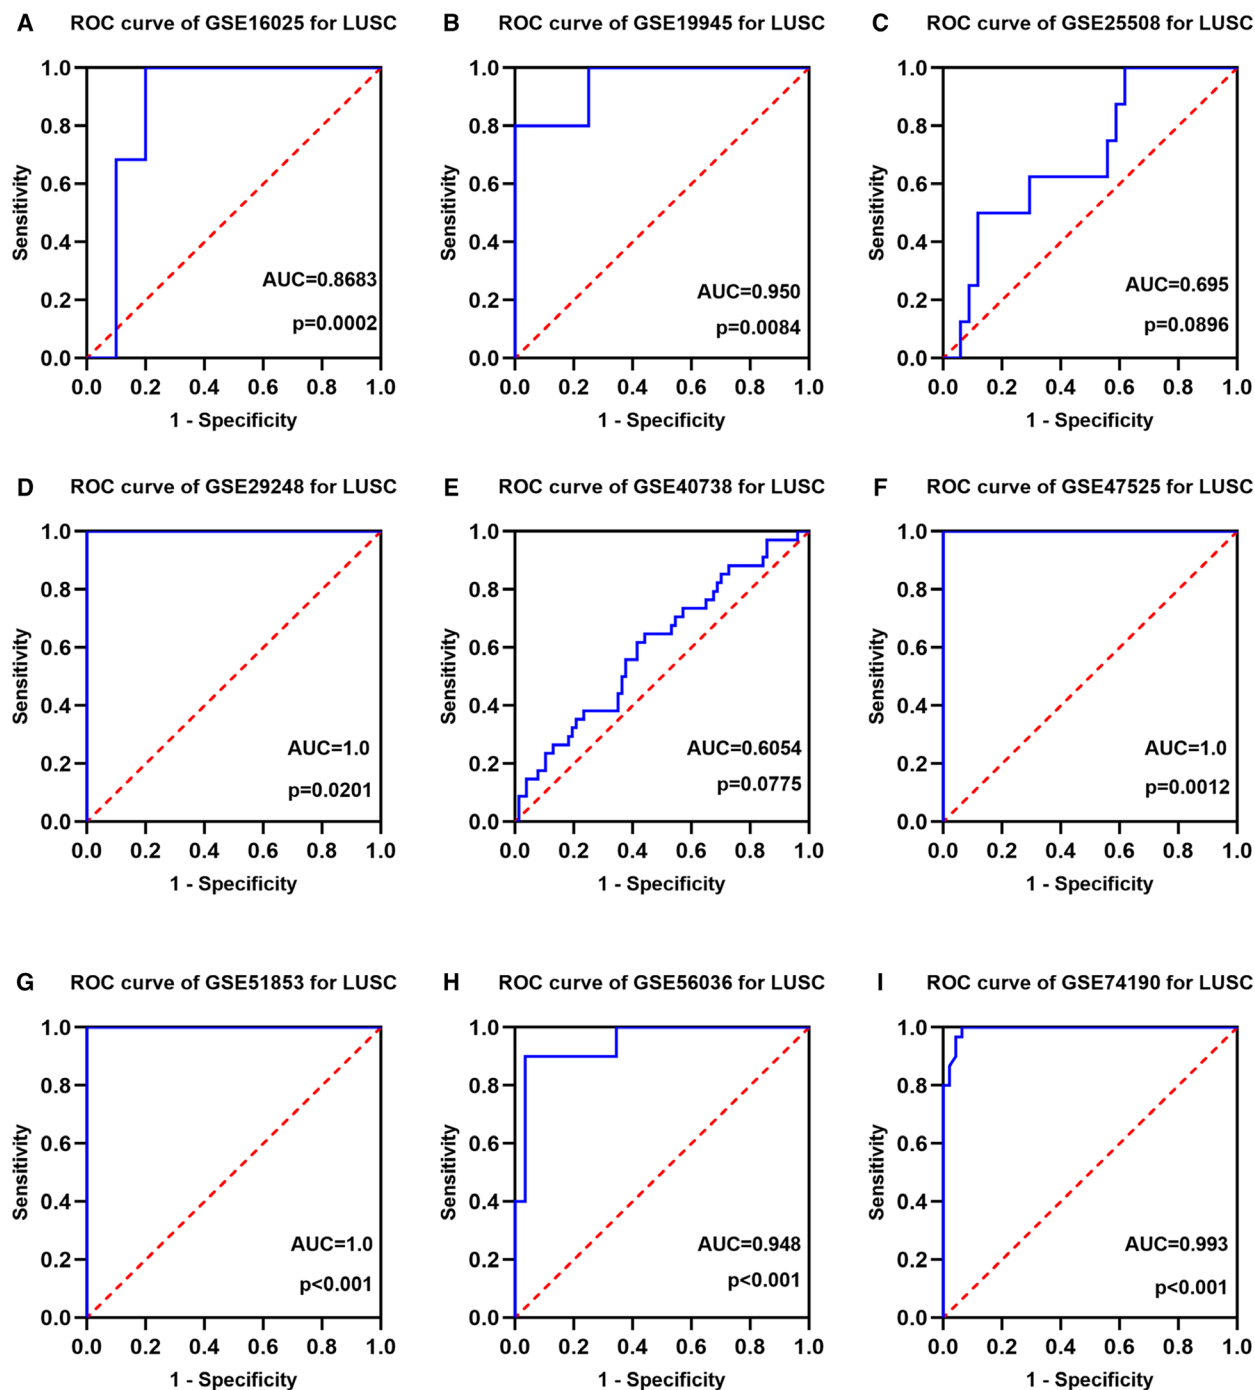 A ROC curve of GSE16025 for LUSC
1.0
0.8
0.6
0.4
0.2
0.0
Sensitivity
AUC=0.8683
p=0.0002
0.0 0.2 0.4 0.6 0.8 1.0
1 - Specificity
B ROC curve of GSE19945 for LUSC
1.0
0.8
0.6
0.4
0.2
0.0
Sensitivity
AUC=0.950
p=0.0084
0.0 0.2 0.4 0.6 0.8 1.0
1 - Specificity
C ROC curve of GSE25508 for LUSC
1.0
0.8
0.6
0.4
0.2
0.0
Sensitivity
AUC=0.695
p=0.0896
0.0 0.2 0.4 0.6 0.8 1.0
1 - Specificity
D ROC curve of GSE29248 for LUSC
1.0
0.8
0.6
0.4
0.2
0.0
Sensitivity
AUC=1.0
p=0.0201
0.0 0.2 0.4 0.6 0.8 1.0
1 - Specificity
E ROC curve of GSE40738 for LUSC
1.0
0.8
0.6
0.4
0.2
0.0
Sensitivity
AUC=0.6054
p=0.0775
0.0 0.2 0.4 0.6 0.8 1.0
1 - Specificity
F ROC curve of GSE47525 for LUSC
1.0
0.8
0.6
0.4
0.2
0.0
Sensitivity
AUC=1.0
p=0.0012
0.0 0.2 0.4 0.6 0.8 1.0
1 - Specificity
G ROC curve of GSE51853 for LUSC
1.0
0.8
0.6
0.4
0.2
0.0
Sensitivity
AUC=1.0
p<0.001
0.0 0.2 0.4 0.6 0.8 1.0
1 - Specificity
H ROC curve of GSE56036 for LUSC
1.0
0.8
0.6
0.4
0.2
0.0
Sensitivity
AUC=0.948
p<0.001
0.0 0.2 0.4 0.6 0.8 1.0
1 - Specificity
I ROC curve of GSE74190 for LUSC
1.0
0.8
0.6
0.4
0.2
0.0
Sensitivity
AUC=0.993
p<0.001
0.0 0.2 0.4 0.6 0.8 1.0
1 - Specificity